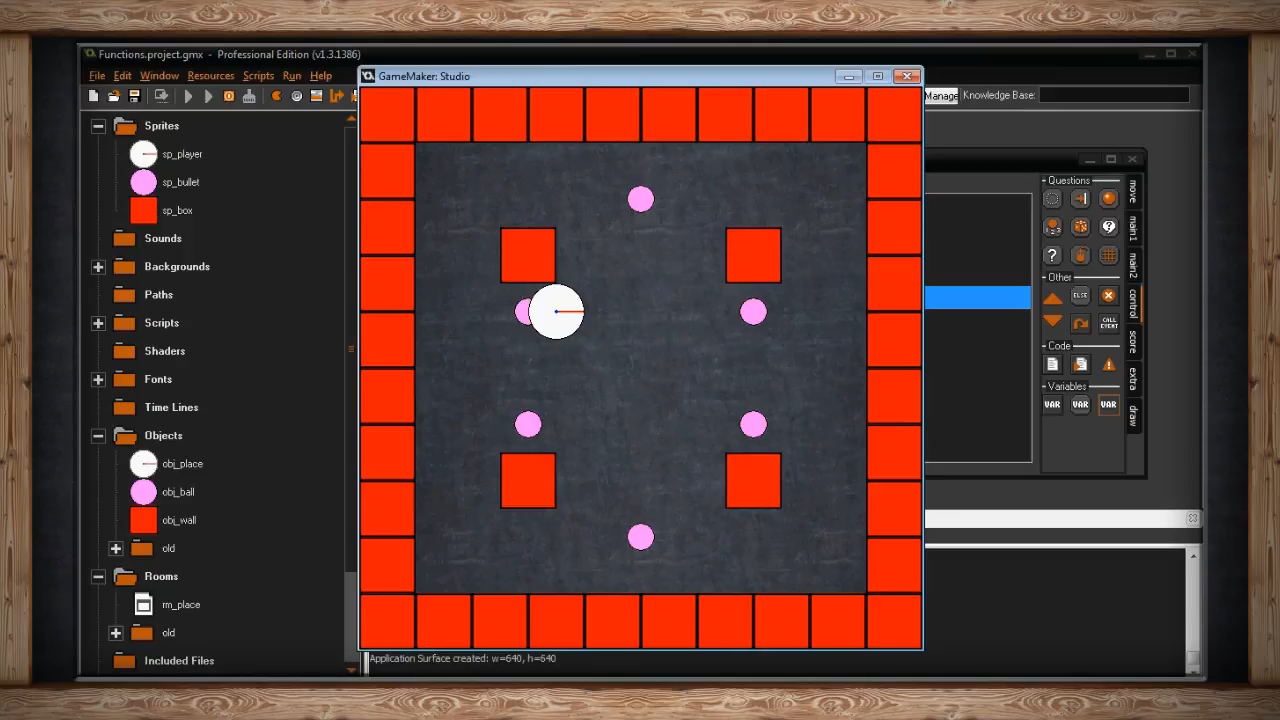 Functions.project.gmx - Professional Edition (v1.3.1386)
File Edit Window Resources Scripts Run Help
GameMaker: Studio
Manage Knowledge Base:
Sprites
sp_player
sp_bullet
sp_box
Sounds
Backgrounds
Paths
Scripts
Shaders
Fonts
Time Lines
Objects
obj_place
obj_ball
obj_wall
old
Rooms
rm_place
old
Included Files
Questions
Other
ELSE
CALL
EVENT
Code
Variables
VAR VAR VAR
move
main1
main2
control
score
extra
draw
Application Surface created: w=640, h=640